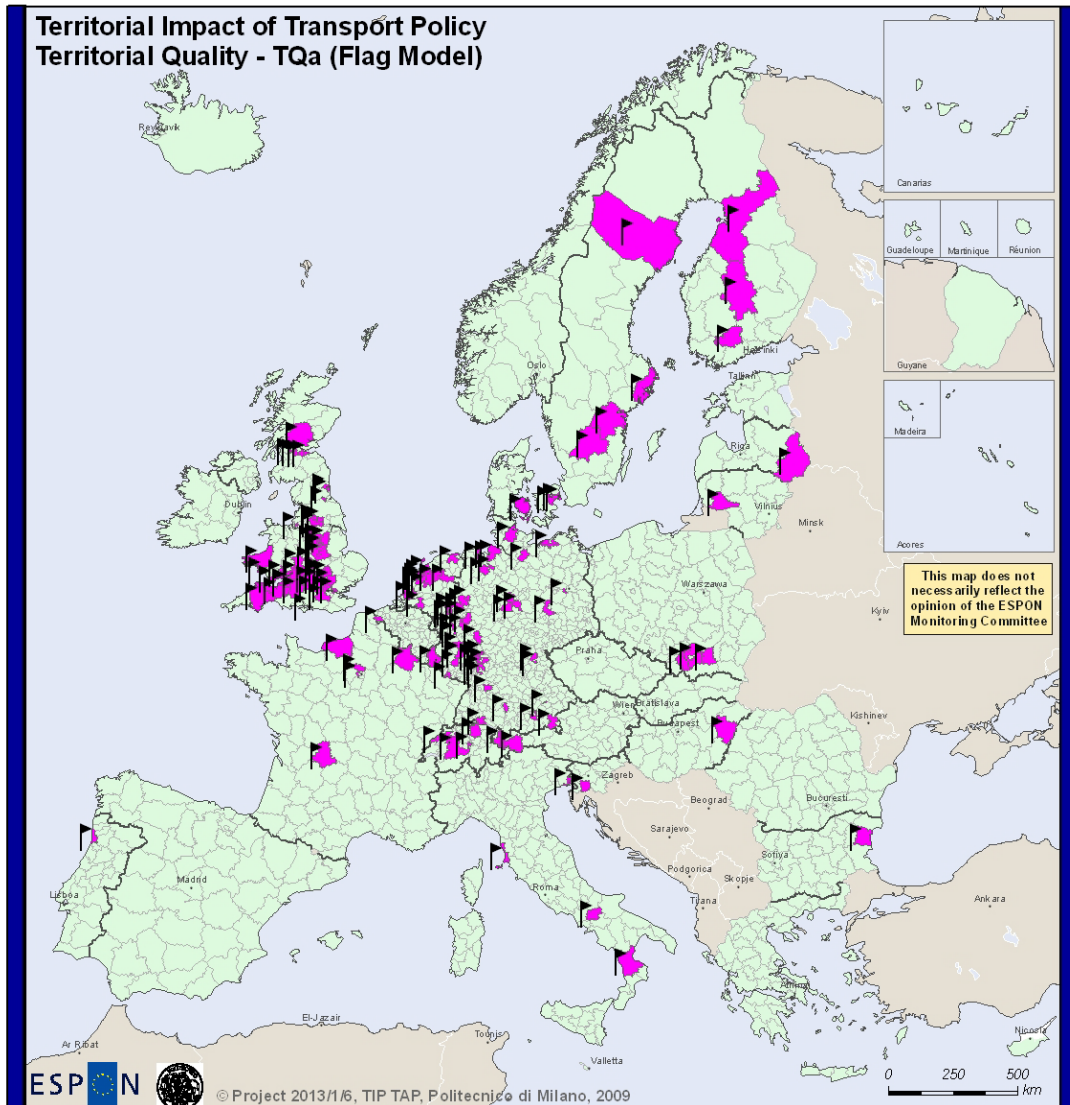 Territorial Impact of Transport Policy
Territorial Quality - TQa (Flag Model)
Reykjavik
Canarias
Guadeloupe
Martinique
Réunion
Guyane
Madeira
Acores
This map does not
necessarily reflect the
opinion of the ESPON
Monitoring Committee
Oslo
Helsinki
Tallinn
Riga
Dublin
Vilnius
Minsk
Warszawa
Kyiv
Praha
Kishinev
Wien
Bratislava
Budapest
Zagreb
Beograd
Bucuresti
Sarajevo
Sofiya
Podgorica
Skopje
Tirana
Roma
Madrid
Lisboa
Ankara
El-Jazair
Tounis
Ar Ribat
Valletta
Nicosia
ESPON
© Project 2013/1/6, TIP TAP, Politecnico di Milano, 2009
0 250 500
km